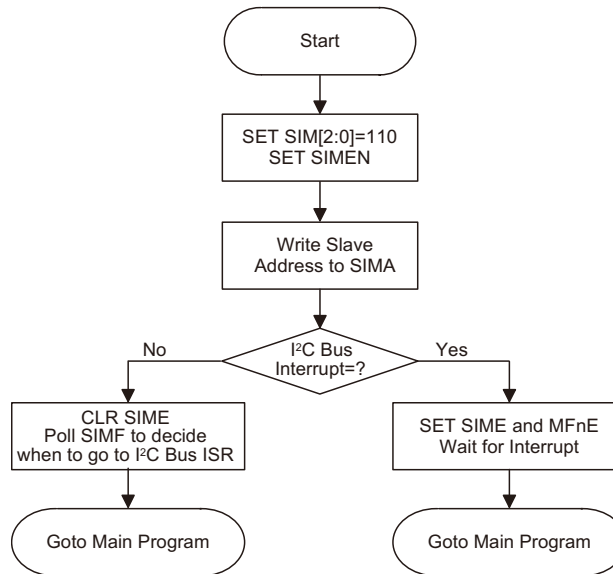 Start
SET SIM[2:0]=110
SET SIMEN
Write Slave
Address to SIMA
I²C Bus
Interrupt=?
No
Yes
CLR SIME
Poll SIMF to decide
when to go to I²C Bus ISR
SET SIME and MFnE
Wait for Interrupt
Goto Main Program
Goto Main Program